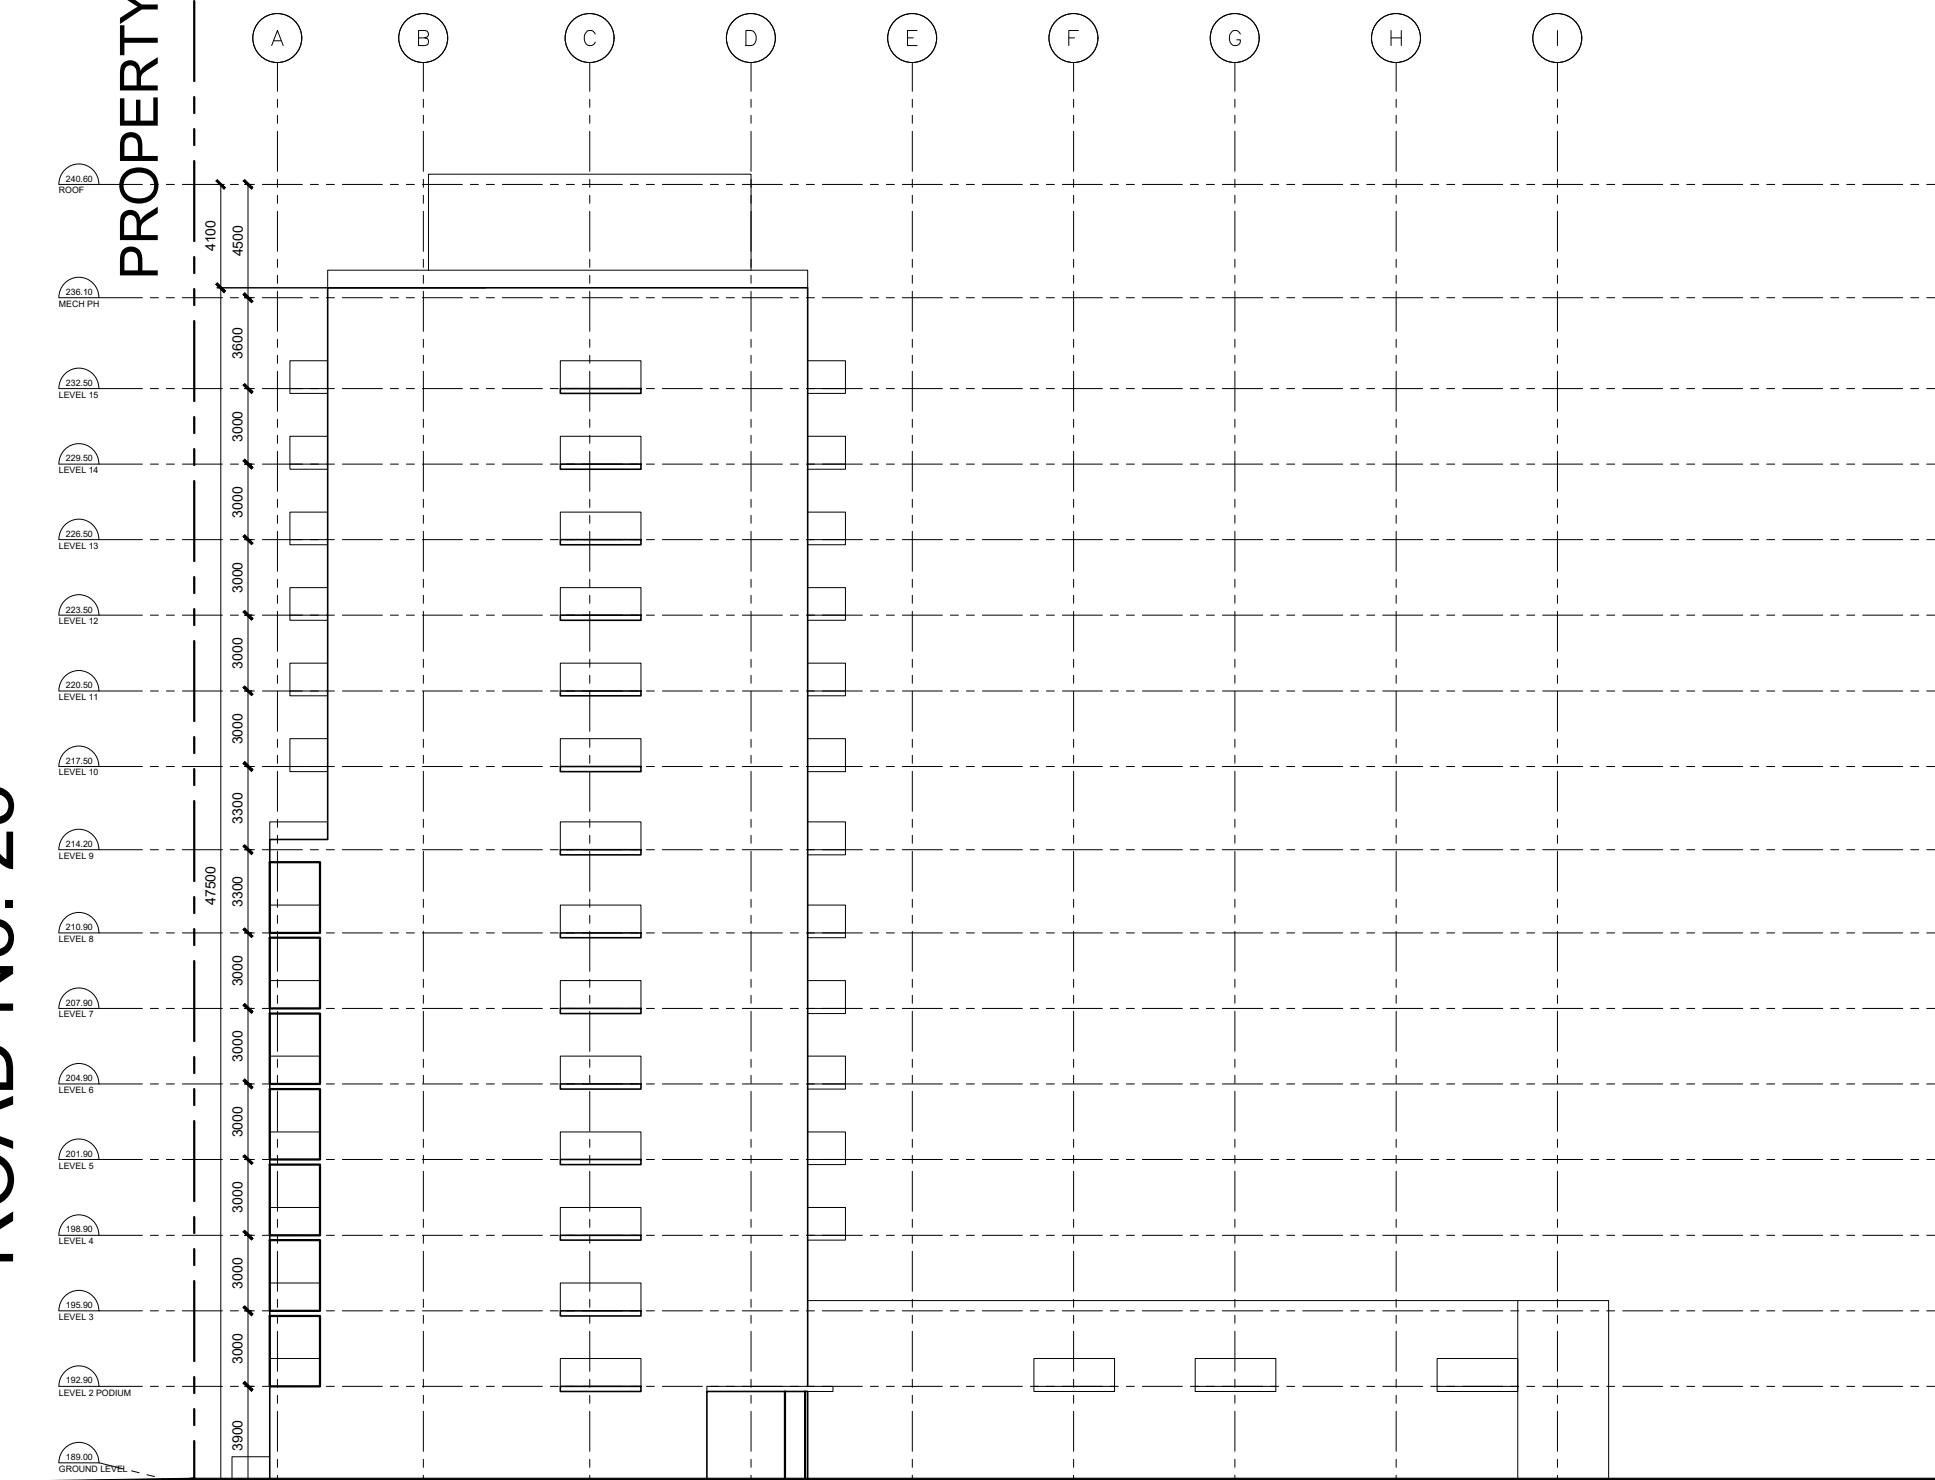 A B C D E F G H I
PROPERTY
240.60
ROOF
4100
4500
236.10
MECH PH
3600
232.50
LEVEL 15
3000
229.50
LEVEL 14
3000
226.50
LEVEL 13
3000
223.50
LEVEL 12
3000
220.50
LEVEL 11
3000
217.50
LEVEL 10
3300
214.20
LEVEL 9
47500
3300
210.90
LEVEL 8
3000
207.90
LEVEL 7
3000
204.90
LEVEL 6
3000
201.90
LEVEL 5
3000
198.90
LEVEL 4
3000
195.90
LEVEL 3
3000
192.90
LEVEL 2 PODIUM
3900
189.00
GROUND LEVEL